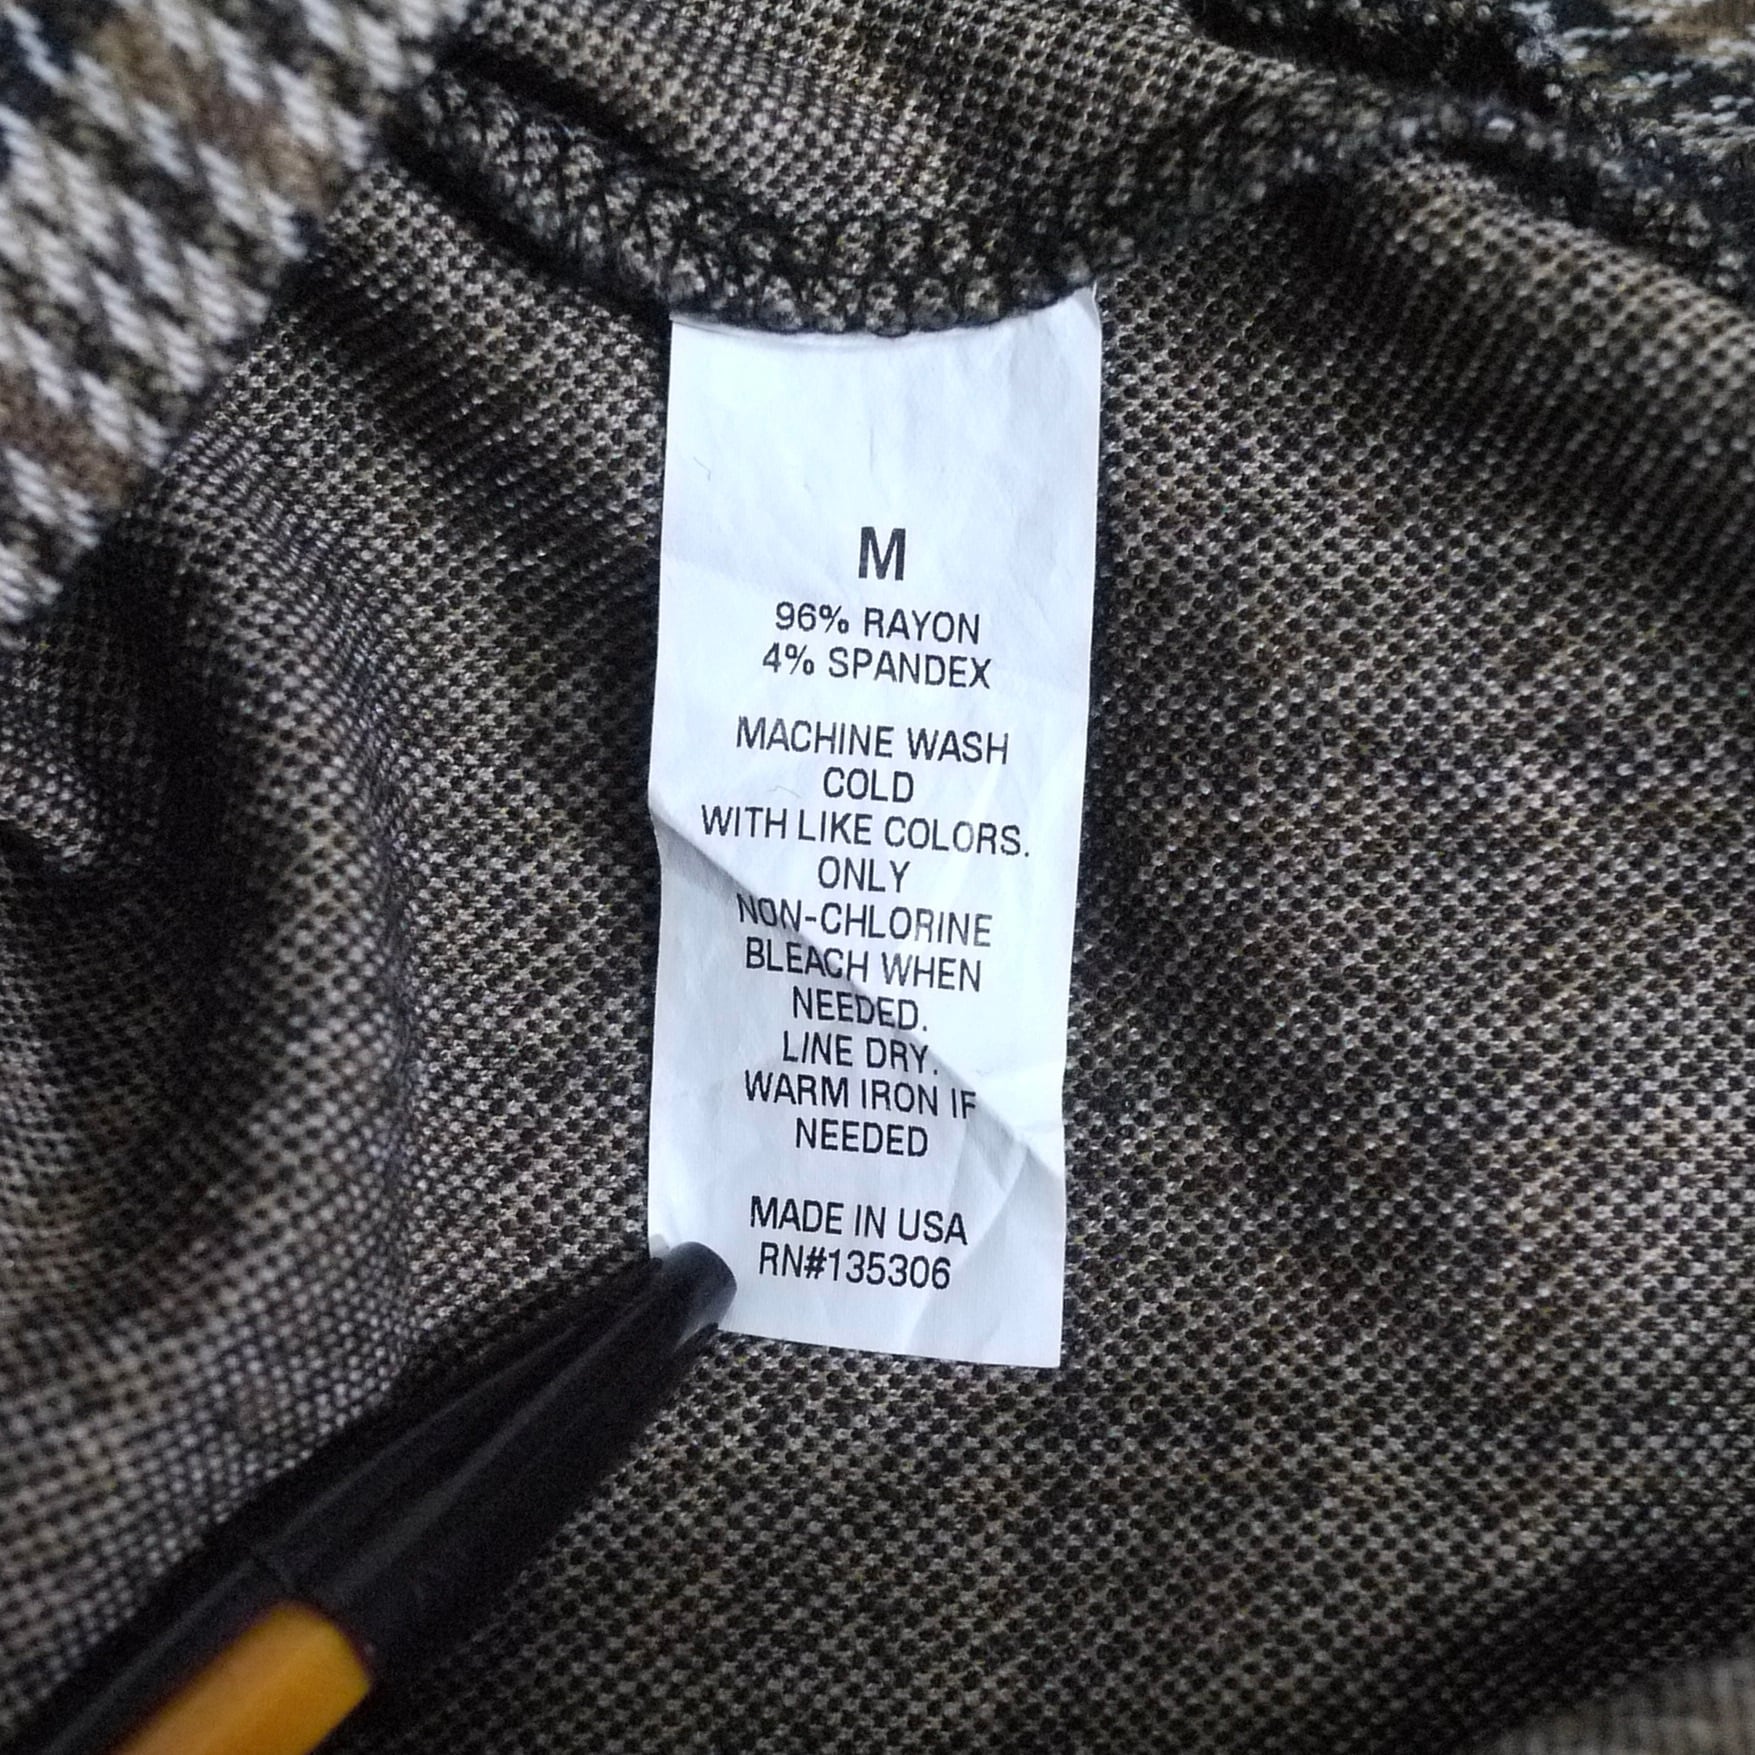 M
96% RAYON
4% SPANDEX
MACHINE WASH
COLD
WITH LIKE COLORS.
ONLY
NON-CHLORINE
BLEACH WHEN
NEEDED.
LINE DRY.
WARM IRON IF
NEEDED
MADE IN USA
RN#135306